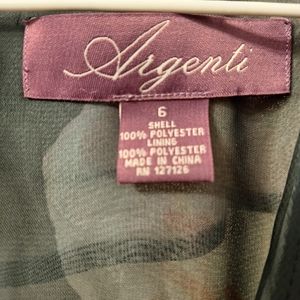 Argenti
6
SHELL
100% POLYESTER
LINING
100% POLYESTER
MADE IN CHINA
RN 127126